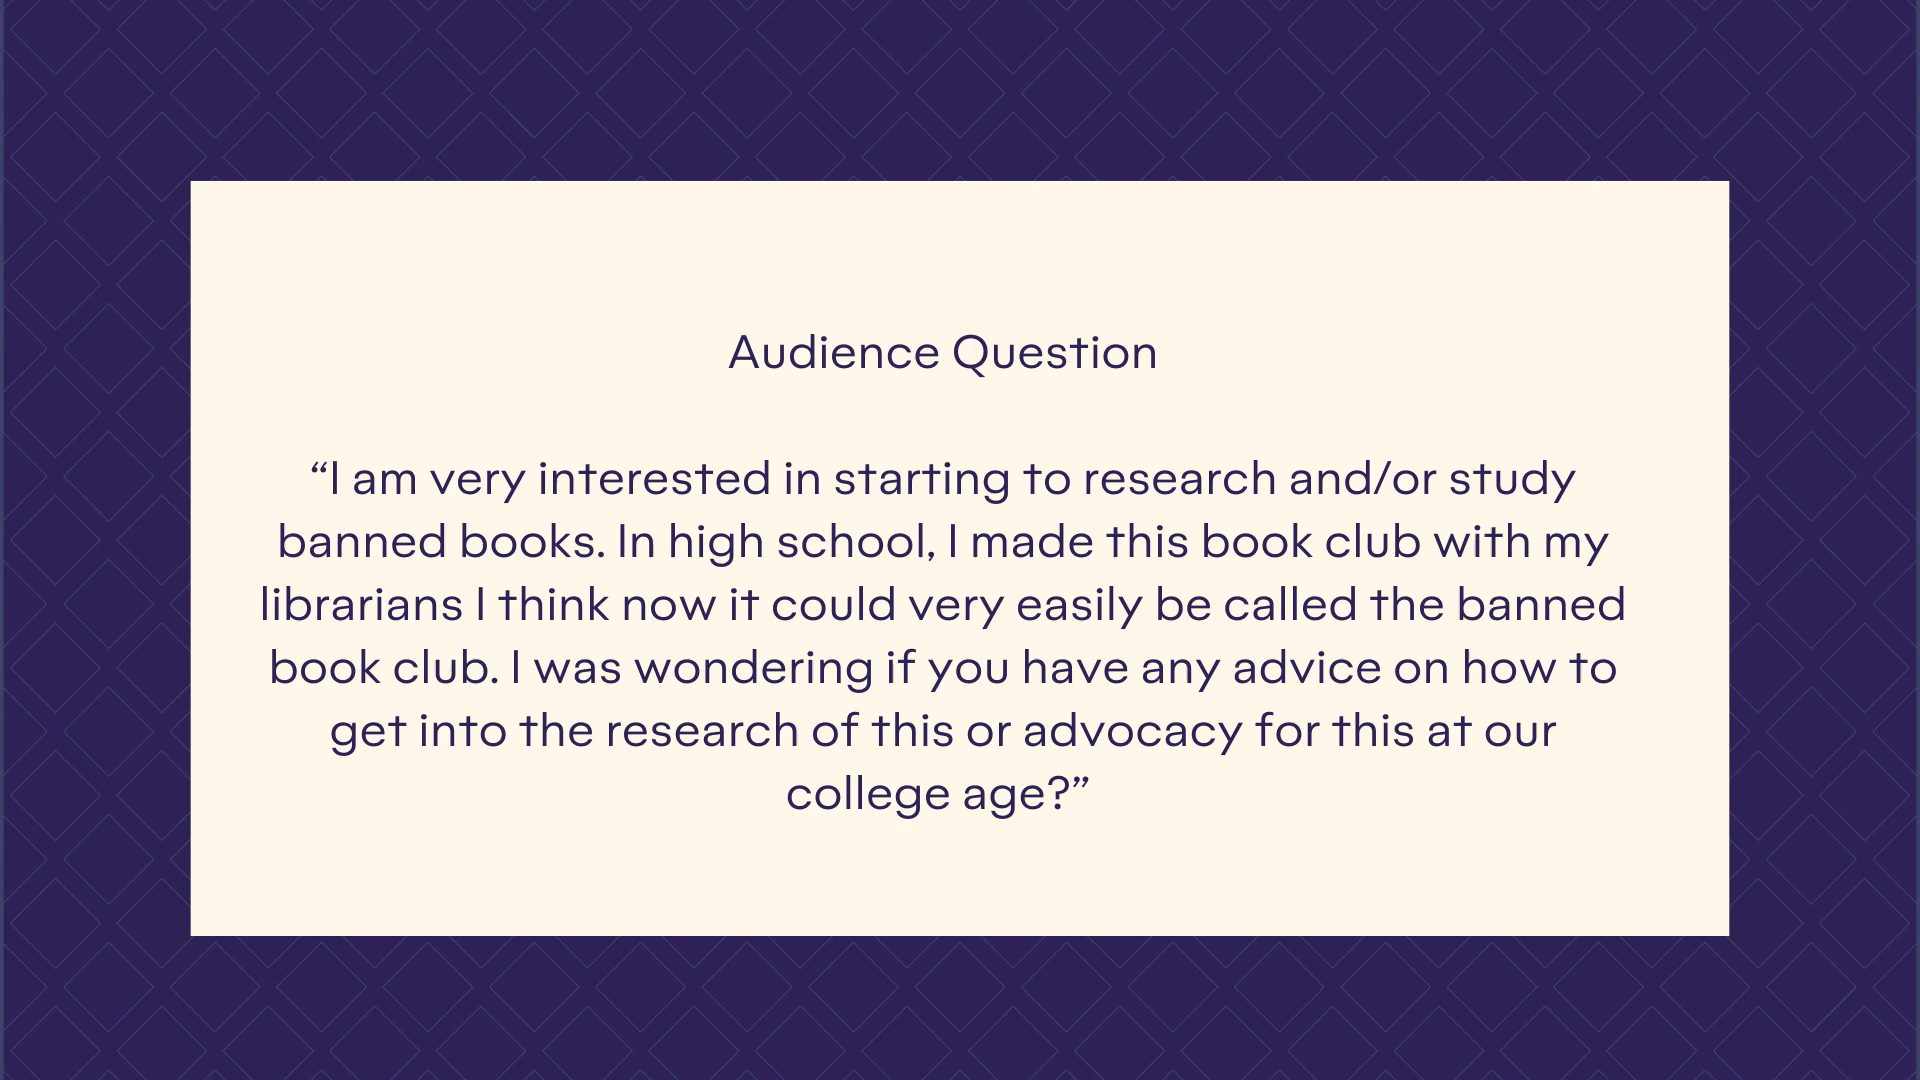 Audience Question
“I am very interested in starting to research and/or study
banned books. In high school, I made this book club with my
librarians I think now it could very easily be called the banned
book club. I was wondering if you have any advice on how to
get into the research of this or advocacy for this at our
college age?”